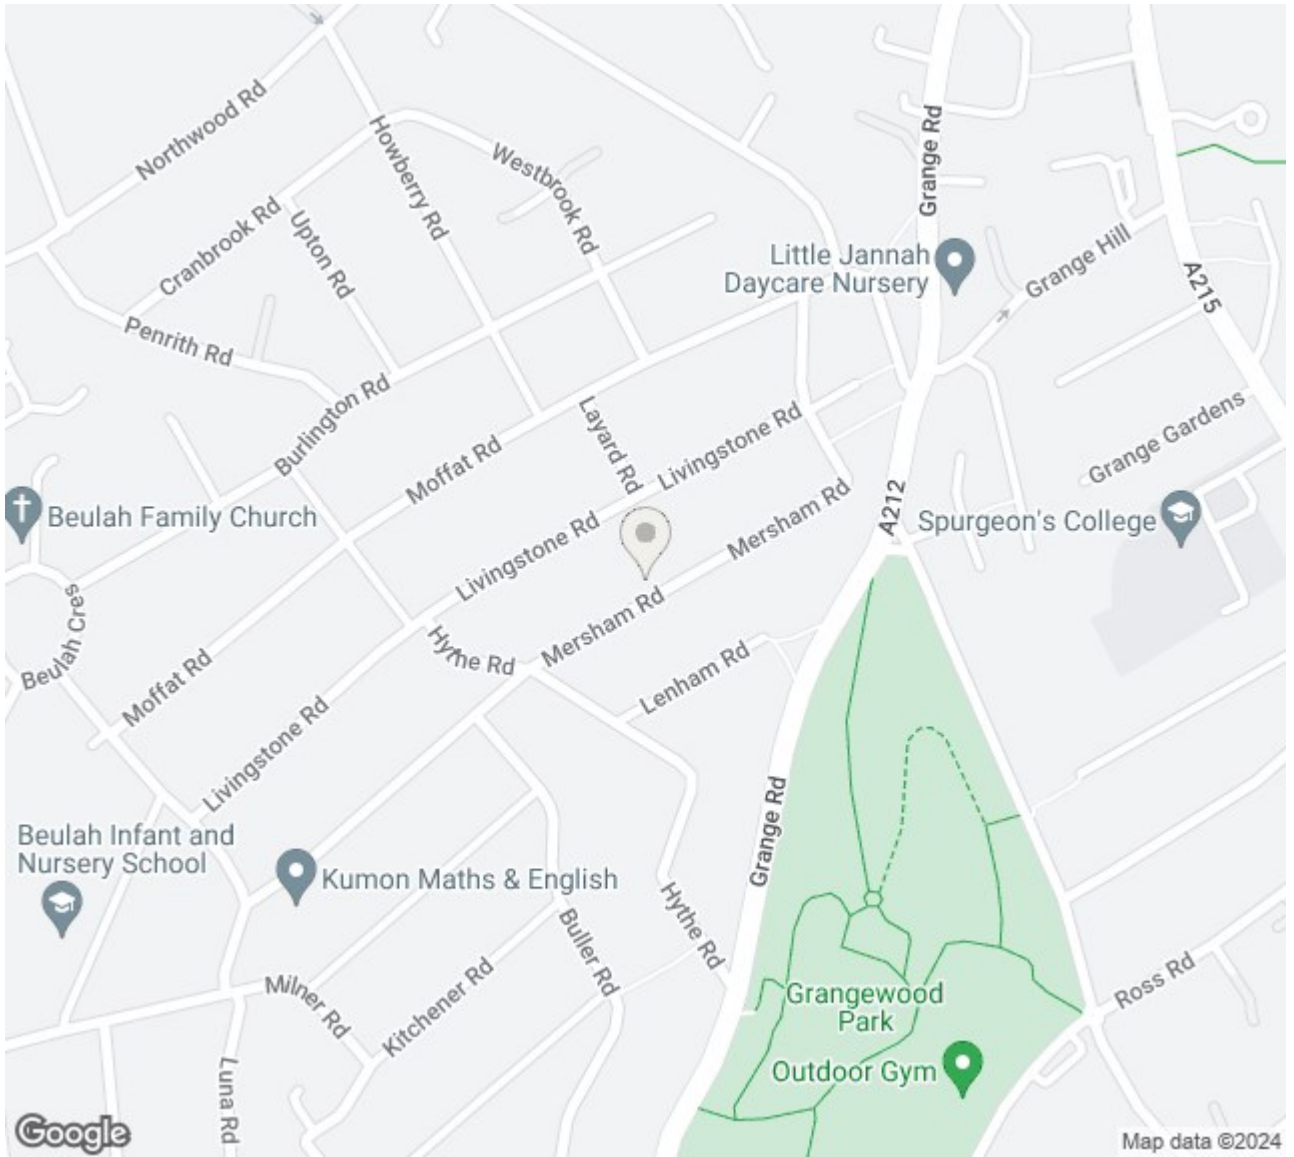 Northwood Rd
Howberry Rd
Westbrook Rd
Grange Rd
Cranbrook Rd
Upton Rd
Little Jannah
Daycare Nursery
Grange Hill
A215
Penrith Rd
Burlington Rd
Layard Rd
Livingstone Rd
Grange Gardens
Moffat Rd
Mersham Rd
A212
Beulah Family Church
Spurgeon's College
Livingstone Rd
Beulah Cres
Hythe Rd
Mersham Rd
Lenham Rd
Moffat Rd
Livingstone Rd
Grange Rd
Beulah Infant and
Nursery School
Kumon Maths & English
Hythe Rd
Buller Rd
Milner Rd
Kitchener Rd
Ross Rd
Grangewood
Park
Outdoor Gym
Luna Rd
Google
Map data ©2024